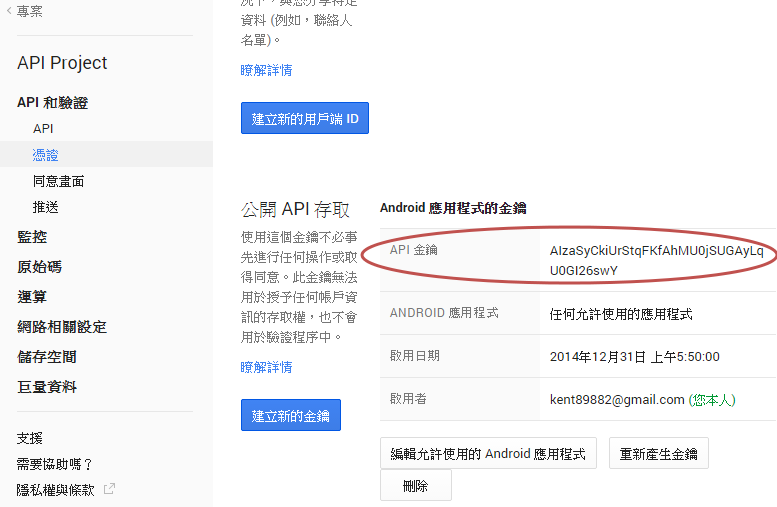 專案
API Project
API 和驗證
API
憑證
同意畫面
推送
監控
原始碼
運算
網路相關設定
儲存空間
巨量資料
支援
需要協助嗎？
隱私權與條款
資料 (例如，聯絡人
名單)。
瞭解詳情
建立新的用戶端 ID
公開 API 存取
使用這個金鑰不必事
先進行任何操作或取
得同意。此金鑰無法
用於授予任何帳戶資
訊的存取權，也不會
用於驗證程序中。
瞭解詳情
建立新的金鑰
Android 應用程式的金鑰
API 金鑰
AIzaSyCkiUrStqFKfAhMU0jSUGAyLq
U0GI26swY
ANDROID 應用程式
任何允許使用的應用程式
啟用日期
2014年12月31日 上午5:50:00
啟用者
kent89882@gmail.com (您本人)
編輯允許使用的 Android 應用程式
重新產生金鑰
刪除